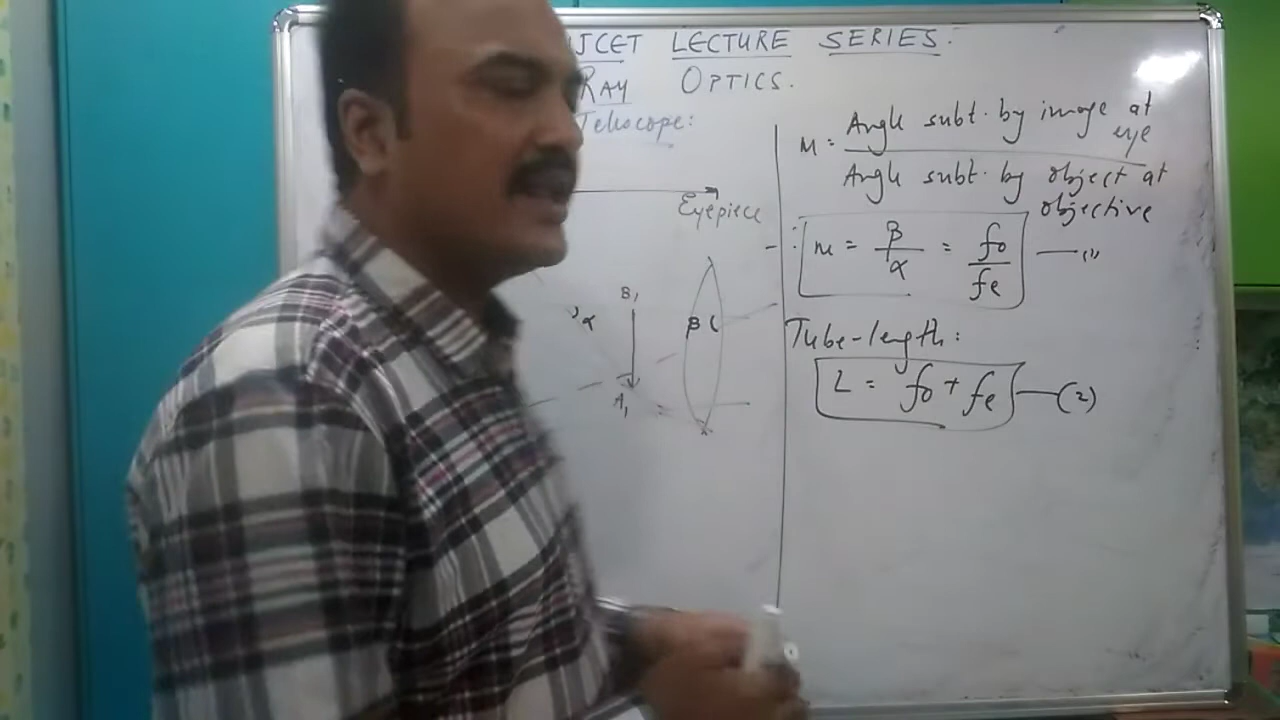 JCET LECTURE SERIES.
RAY OPTICS.
Telescope:
Eyepiece
B1
α
β
A1
M = Angle subt. by image at eye
Angle subt. by object at objective
∴ m = β/α = fo/fe —(1)
Tube-length:
L = fo + fe —(2)